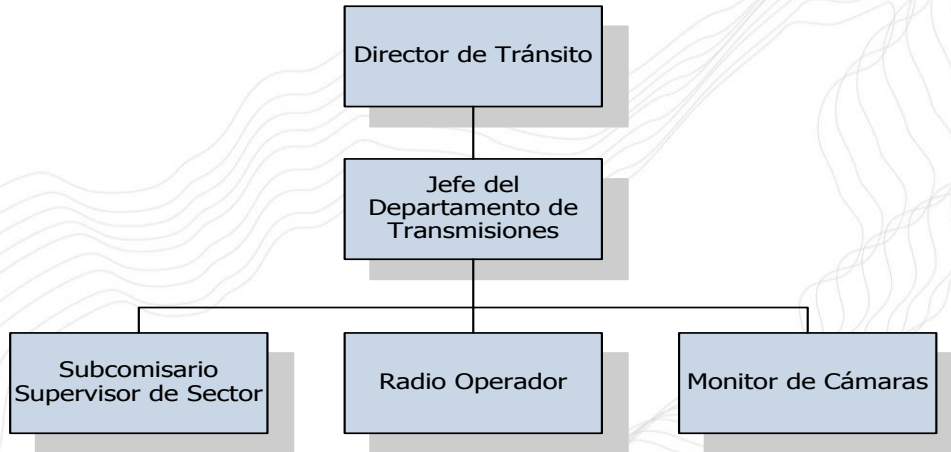 Director de Tránsito
Jefe del
Departamento de
Transmisiones
Subcomisario
Supervisor de Sector
Radio Operador
Monitor de Cámaras